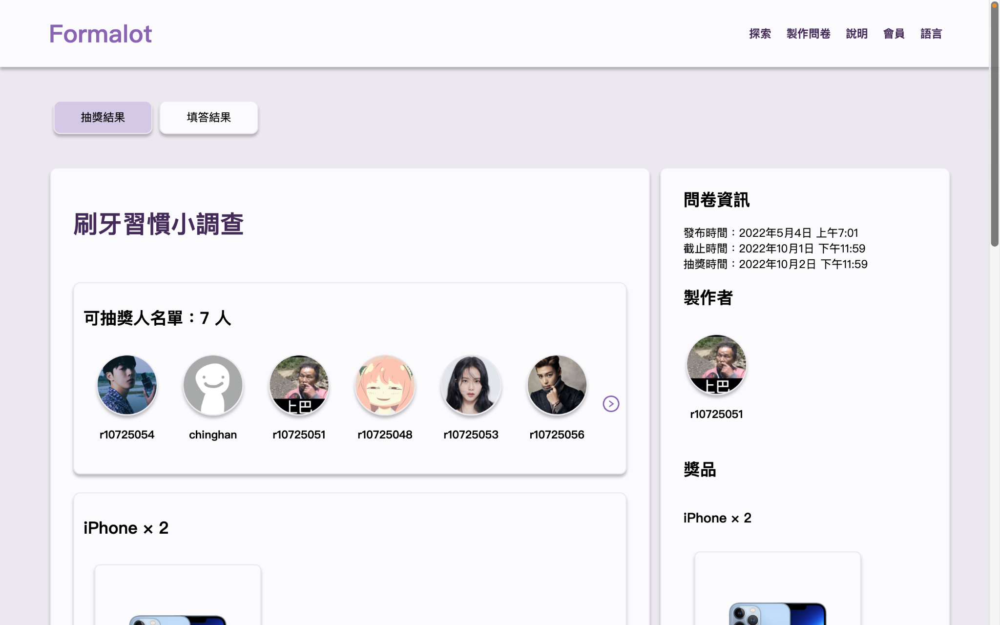 Formalot
探索 製作問卷 說明 會員 語言
抽獎結果 填答結果
刷牙習慣小調查
可抽獎人名單：7 人
上巴
r10725054 chinghan r10725051 r10725048 r10725053 r10725056
iPhone × 2
問卷資訊
發布時間：2022年5月4日 上午7:01
截止時間：2022年10月1日 下午11:59
抽獎時間：2022年10月2日 下午11:59
製作者
上巴
r10725051
獎品
iPhone × 2